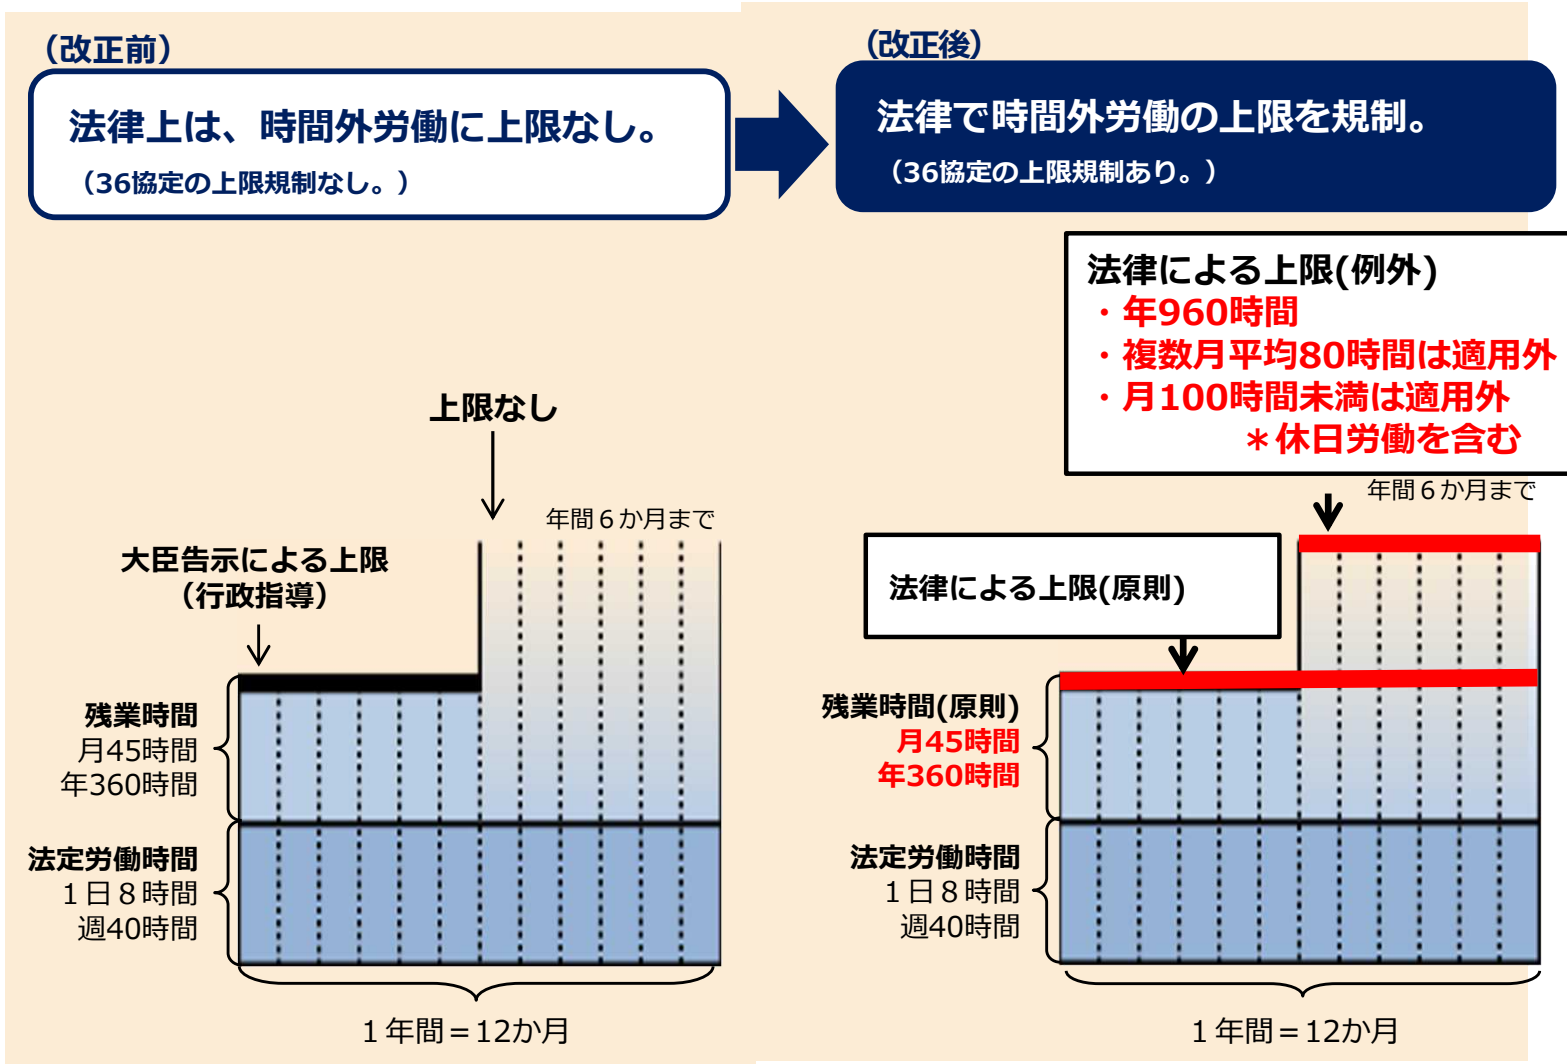 （改正前）
法律上は、時間外労働に上限なし。
（36協定の上限規制なし。）
上限なし
年間６か月まで
大臣告示による上限
（行政指導）
残業時間
月45時間
年360時間
法定労働時間
１日８時間
週40時間
１年間＝12か月
（改正後）
法律で時間外労働の上限を規制。
（36協定の上限規制あり。）
法律による上限(例外)
・年960時間
・複数月平均80時間は適用外
・月100時間未満は適用外
＊休日労働を含む
年間６か月まで
法律による上限(原則)
残業時間(原則)
月45時間
年360時間
法定労働時間
１日８時間
週40時間
１年間＝12か月